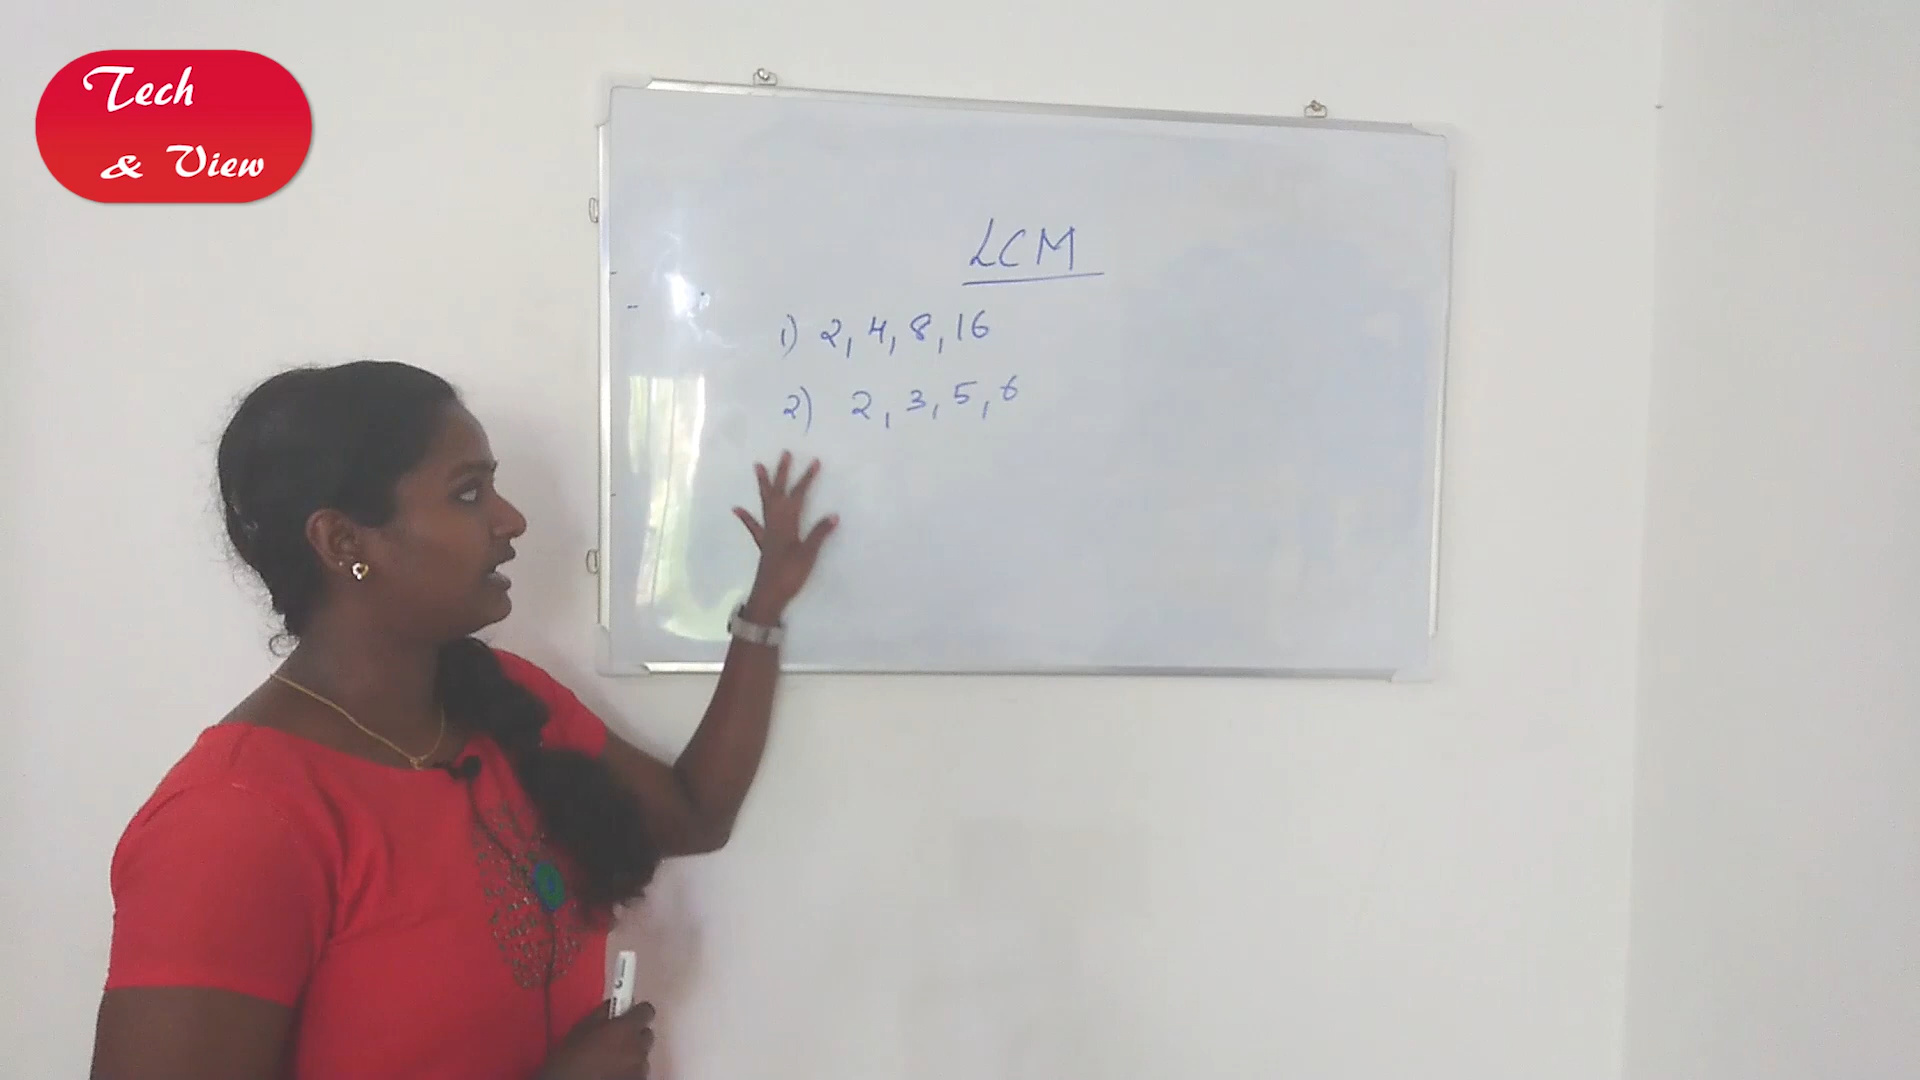 Tech
& View
LCM
1) 2, 4, 8, 16
2) 2, 3, 5, 6